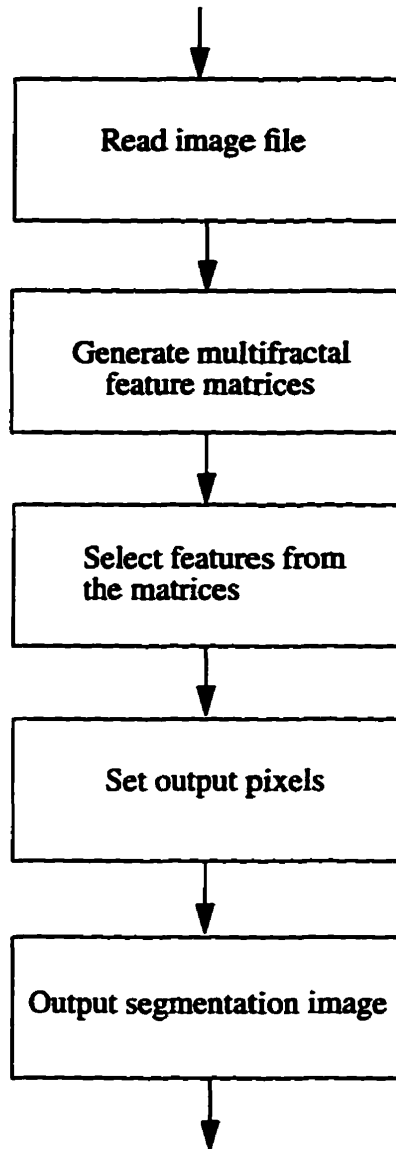 Read image file
Generate multifractal
feature matrices
Select features from
the matrices
Set output pixels
Output segmentation image